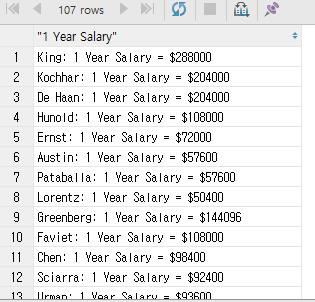 107 rows
"1 Year Salary"
1 King: 1 Year Salary = $288000
2 Kochhar: 1 Year Salary = $204000
3 De Haan: 1 Year Salary = $204000
4 Hunold: 1 Year Salary = $108000
5 Ernst: 1 Year Salary = $72000
6 Austin: 1 Year Salary = $57600
7 Pataballa: 1 Year Salary = $57600
8 Lorentz: 1 Year Salary = $50400
9 Greenberg: 1 Year Salary = $144096
10 Faviet: 1 Year Salary = $108000
11 Chen: 1 Year Salary = $98400
12 Sciarra: 1 Year Salary = $92400
13 Urman: 1 Year Salary = $93600